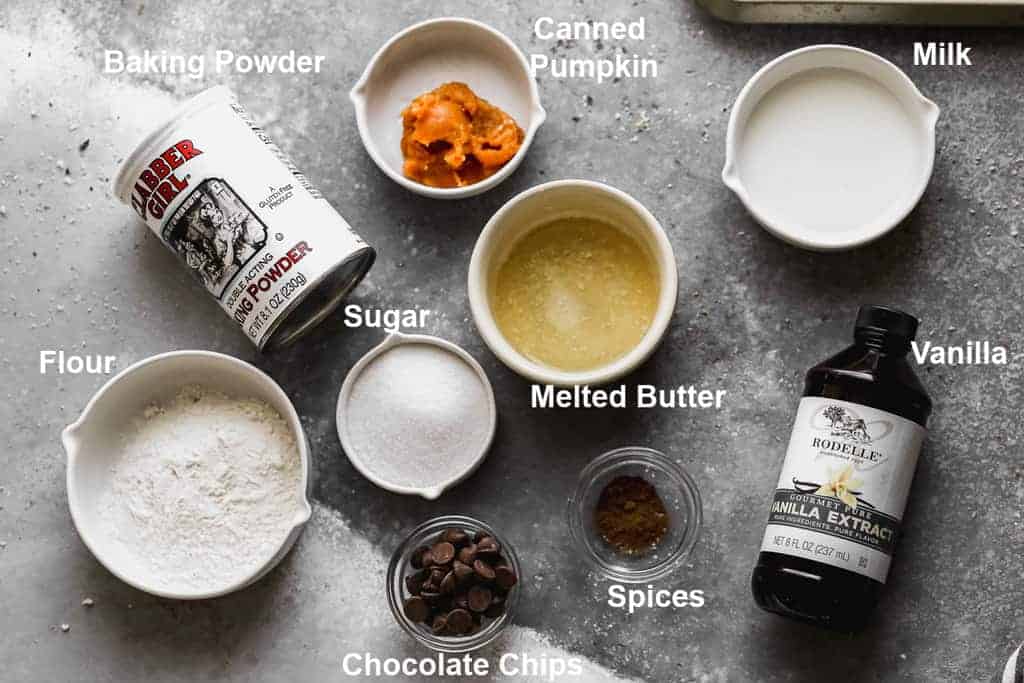 Baking Powder
Canned
Pumpkin
Milk
CLABBER
GIRL®
A
GLUTEN FREE
PRODUCT
DOUBLE ACTING
BAKING POWDER
NET WT. 8.1 OZ (230g)
Sugar
Flour
Melted Butter
Vanilla
RODELLE®
GOURMET PURE
VANILLA EXTRACT
PURE INGREDIENTS, PURE FLAVOR
NET 8 FL OZ (237 mL)
Spices
Chocolate Chips